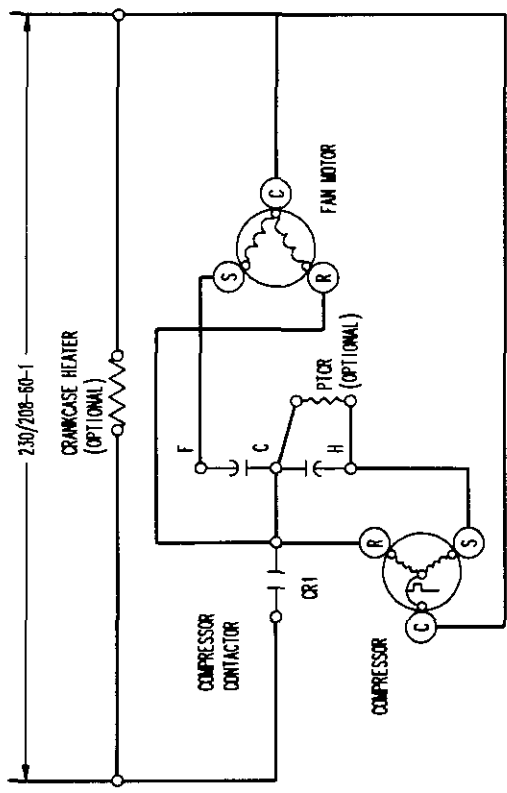 230/208-60-1
CRANKCASE HEATER
(OPTIONAL)
F
S
C
R
FAN MOTOR
C
PTCR
(OPTIONAL)
H
COMPRESSOR
CONTACTOR
CR1
R
S
C
COMPRESSOR